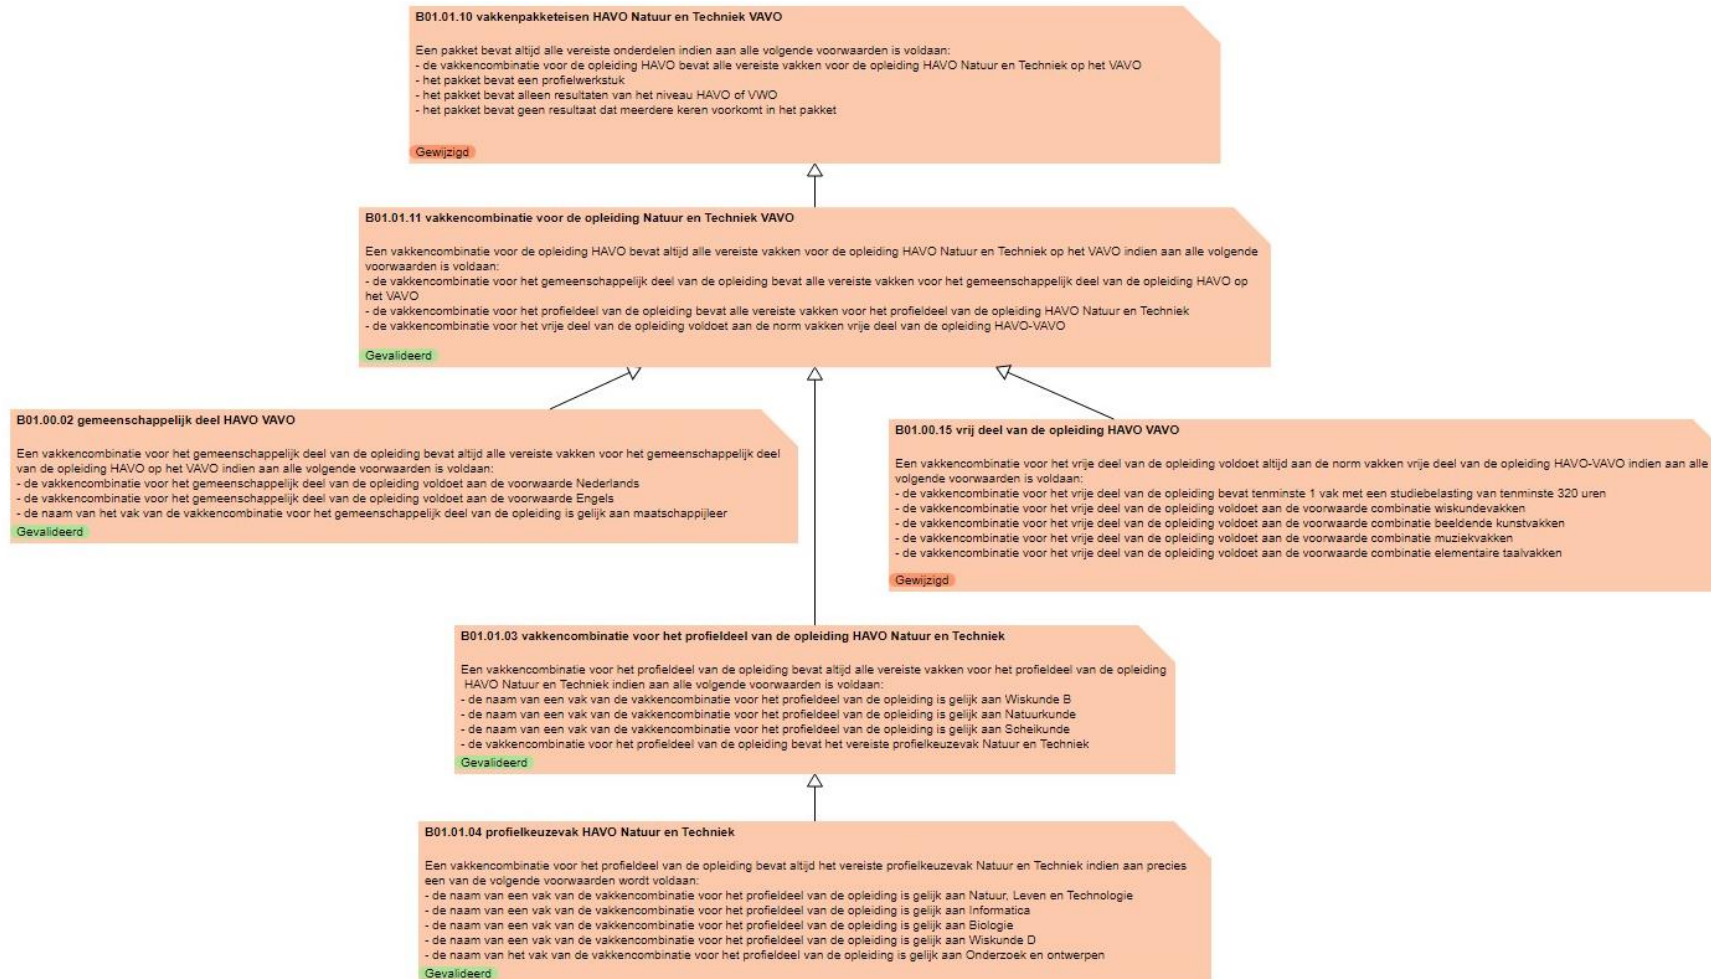 B01.01.10 vakkenpakketeisen HAVO Natuur en Techniek VAVO
Een pakket bevat altijd alle vereiste onderdelen indien aan alle volgende voorwaarden is voldaan:
- de vakkencombinatie voor de opleiding HAVO bevat alle vereiste vakken voor de opleiding HAVO Natuur en Techniek op het VAVO
- het pakket bevat een profielwerkstuk
- het pakket bevat alleen resultaten van het niveau HAVO of VWO
- het pakket bevat geen resultaat dat meerdere keren voorkomt in het pakket
Gewijzigd
B01.01.11 vakkencombinatie voor de opleiding Natuur en Techniek VAVO
Een vakkencombinatie voor de opleiding HAVO bevat altijd alle vereiste vakken voor de opleiding HAVO Natuur en Techniek op het VAVO indien aan alle volgende
voorwaarden is voldaan:
- de vakkencombinatie voor het gemeenschappelijk deel van de opleiding bevat alle vereiste vakken voor het gemeenschappelijk deel van de opleiding HAVO op
het VAVO
- de vakkencombinatie voor het profieldeel van de opleiding bevat alle vereiste vakken voor het profieldeel van de opleiding HAVO Natuur en Techniek
- de vakkencombinatie voor het vrije deel van de opleiding voldoet aan de norm vakken vrije deel van de opleiding HAVO-VAVO
Gevalideerd
B01.00.02 gemeenschappelijk deel HAVO VAVO
Een vakkencombinatie voor het gemeenschappelijk deel van de opleiding bevat altijd alle vereiste vakken voor het gemeenschappelijk deel
van de opleiding HAVO op het VAVO indien aan alle volgende voorwaarden is voldaan:
- de vakkencombinatie voor het gemeenschappelijk deel van de opleiding voldoet aan de voorwaarde Nederlands
- de vakkencombinatie voor het gemeenschappelijk deel van de opleiding voldoet aan de voorwaarde Engels
- de naam van het vak van de vakkencombinatie voor het gemeenschappelijk deel van de opleiding is gelijk aan maatschappijleer
Gevalideerd
B01.00.15 vrij deel van de opleiding HAVO VAVO
Een vakkencombinatie voor het vrije deel van de opleiding voldoet altijd aan de norm vakken vrije deel van de opleiding HAVO-VAVO indien aan alle
volgende voorwaarden is voldaan:
- de vakkencombinatie voor het vrije deel van de opleiding bevat tenminste 1 vak met een studiebelasting van tenminste 320 uren
- de vakkencombinatie voor het vrije deel van de opleiding voldoet aan de voorwaarde combinatie wiskundevakken
- de vakkencombinatie voor het vrije deel van de opleiding voldoet aan de voorwaarde combinatie beeldende kunstvakken
- de vakkencombinatie voor het vrije deel van de opleiding voldoet aan de voorwaarde combinatie muziekvakken
- de vakkencombinatie voor het vrije deel van de opleiding voldoet aan de voorwaarde combinatie elementaire taalvakken
Gewijzigd
B01.01.03 vakkencombinatie voor het profieldeel van de opleiding HAVO Natuur en Techniek
Een vakkencombinatie voor het profieldeel van de opleiding bevat altijd alle vereiste vakken voor het profieldeel van de opleiding
HAVO Natuur en Techniek indien aan alle volgende voorwaarden is voldaan:
- de naam van een vak van de vakkencombinatie voor het profieldeel van de opleiding is gelijk aan Wiskunde B
- de naam van een vak van de vakkencombinatie voor het profieldeel van de opleiding is gelijk aan Natuurkunde
- de naam van een vak van de vakkencombinatie voor het profieldeel van de opleiding is gelijk aan Scheikunde
- de vakkencombinatie voor het profieldeel van de opleiding bevat het vereiste profielkeuzevak Natuur en Techniek
Gevalideerd
B01.01.04 profielkeuzevak HAVO Natuur en Techniek
Een vakkencombinatie voor het profieldeel van de opleiding bevat altijd het vereiste profielkeuzevak Natuur en Techniek indien aan precies
een van de volgende voorwaarden wordt voldaan:
- de naam van een vak van de vakkencombinatie voor het profieldeel van de opleiding is gelijk aan Natuur, Leven en Technologie
- de naam van een vak van de vakkencombinatie voor het profieldeel van de opleiding is gelijk aan Informatica
- de naam van een vak van de vakkencombinatie voor het profieldeel van de opleiding is gelijk aan Biologie
- de naam van een vak van de vakkencombinatie voor het profieldeel van de opleiding is gelijk aan Wiskunde D
- de naam van het vak van de vakkencombinatie voor het profieldeel van de opleiding is gelijk aan Onderzoek en ontwerpen
Gevalideerd